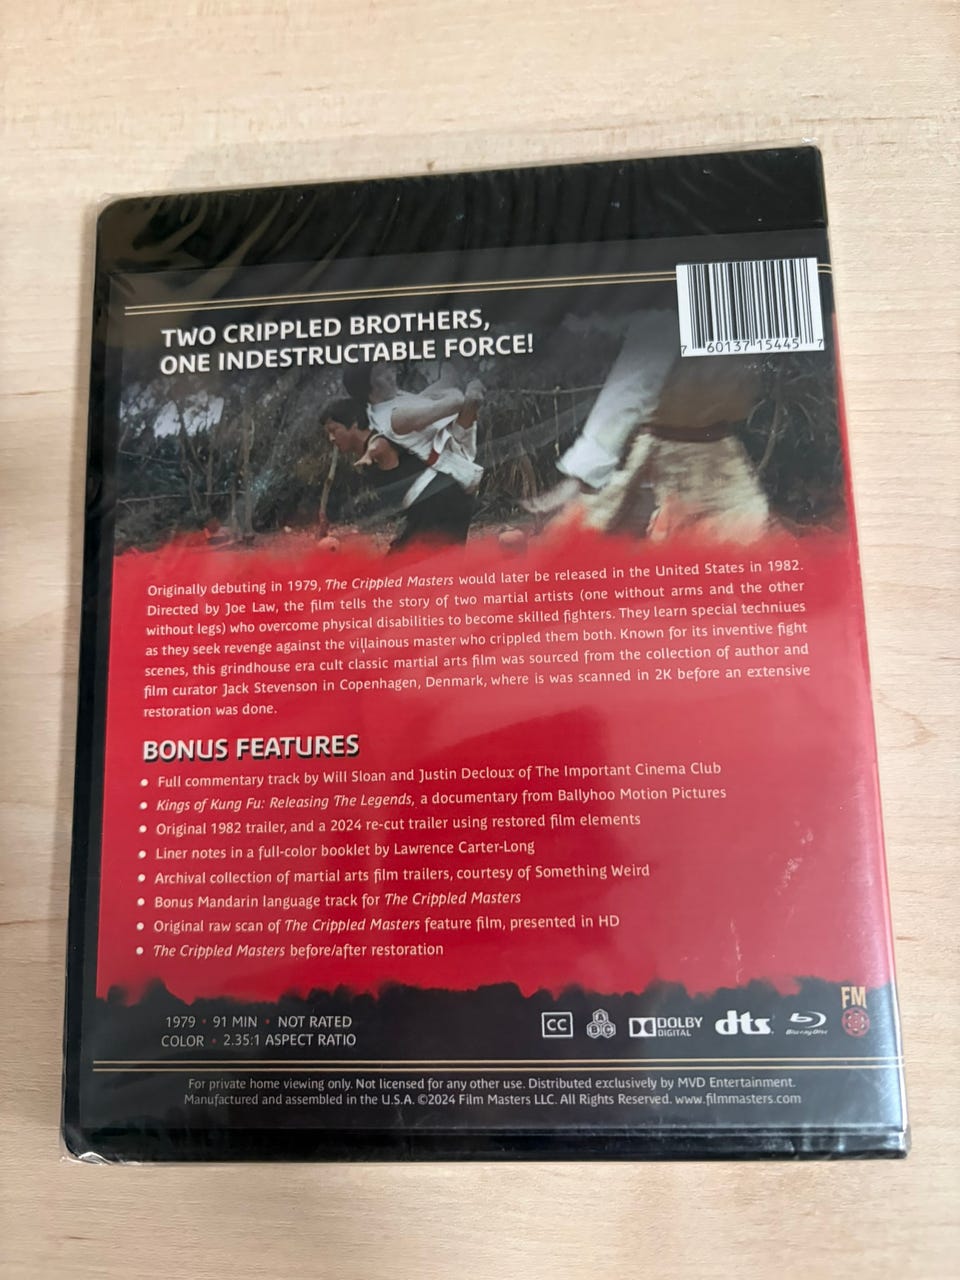 7 60137 15445 7
TWO CRIPPLED BROTHERS,
ONE INDESTRUCTABLE FORCE!
Originally debuting in 1979, The Crippled Masters would later be released in the United States in 1982.
Directed by Joe Law, the film tells the story of two martial artists (one without arms and the other
without legs) who overcome physical disabilities to become skilled fighters. They learn special techniues
as they seek revenge against the villainous master who crippled them both. Known for its inventive fight
scenes, this grindhouse era cult classic martial arts film was sourced from the collection of author and
film curator Jack Stevenson in Copenhagen, Denmark, where is was scanned in 2K before an extensive
restoration was done.
BONUS FEATURES
• Full commentary track by Will Sloan and Justin Decloux of The Important Cinema Club
• Kings of Kung Fu: Releasing The Legends, a documentary from Ballyhoo Motion Pictures
• Original 1982 trailer, and a 2024 re-cut trailer using restored film elements
• Liner notes in a full-color booklet by Lawrence Carter-Long
• Archival collection of martial arts film trailers, courtesy of Something Weird
• Bonus Mandarin language track for The Crippled Masters
• Original raw scan of The Crippled Masters feature film, presented in HD
• The Crippled Masters before/after restoration
1979 • 91 MIN • NOT RATED
COLOR • 2.35:1 ASPECT RATIO
CC ABC DOLBY DIGITAL dts Blu-ray Disc FM
For private home viewing only. Not licensed for any other use. Distributed exclusively by MVD Entertainment.
Manufactured and assembled in the U.S.A. ©2024 Film Masters LLC. All Rights Reserved. www.filmmasters.com